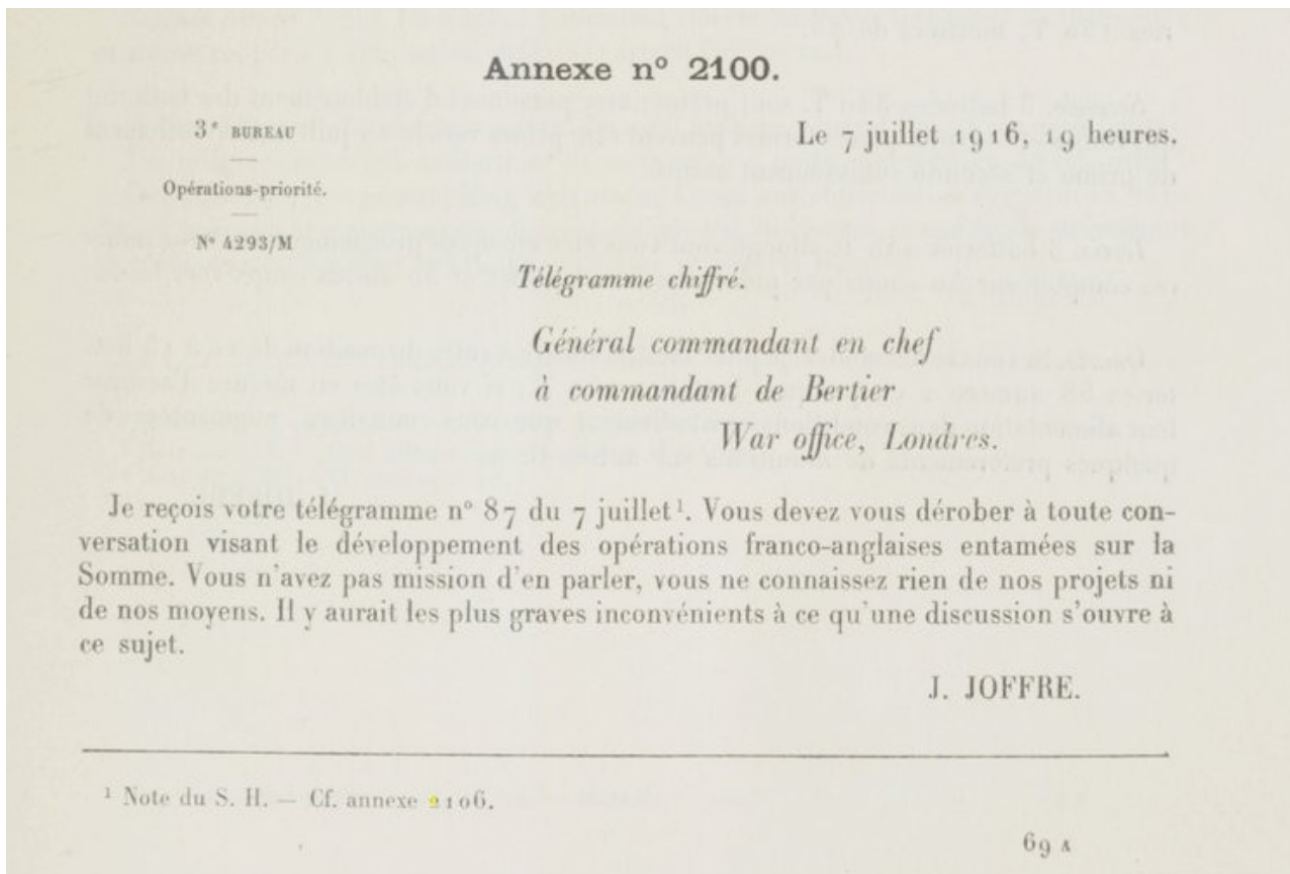 Annexe n° 2100.
3ᵉ BUREAU
Le 7 juillet 1916, 19 heures.
Opérations-priorité.
N° 4293/M
Télégramme chiffré.
Général commandant en chef
à commandant de Bertier
War office, Londres.
Je reçois votre télégramme n° 87 du 7 juillet¹. Vous devez vous dérober à toute con-
versation visant le développement des opérations franco-anglaises entamées sur la
Somme. Vous n'avez pas mission d'en parler, vous ne connaissez rien de nos projets ni
de nos moyens. Il y aurait les plus graves inconvénients à ce qu'une discussion s'ouvre à
ce sujet.
J. JOFFRE.
¹ Note du S. H. — Cf. annexe 2106.
69 A